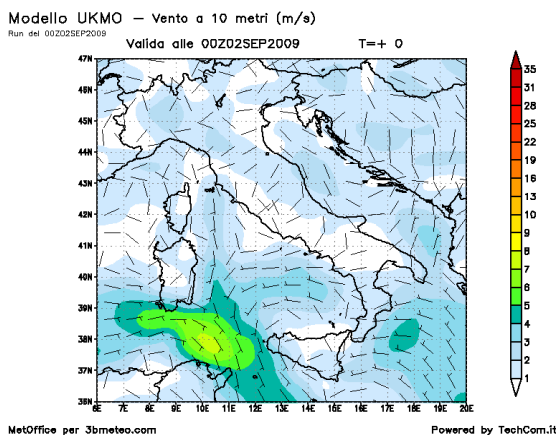 Modello UKMO – Vento a 10 metri (m/s)
Run del 00Z02SEP2009
Valida alle 00Z02SEP2009 T=+ 0
47N
46N
45N
44N
43N
42N
41N
40N
39N
38N
37N
36N
6E 7E 8E 9E 10E 11E 12E 13E 14E 15E 16E 17E 18E 19E 20E
35
31
28
25
22
19
16
13
10
9
8
7
6
5
4
3
2
1
MetOffice per 3bmeteo.com
Powered by TechCom.it